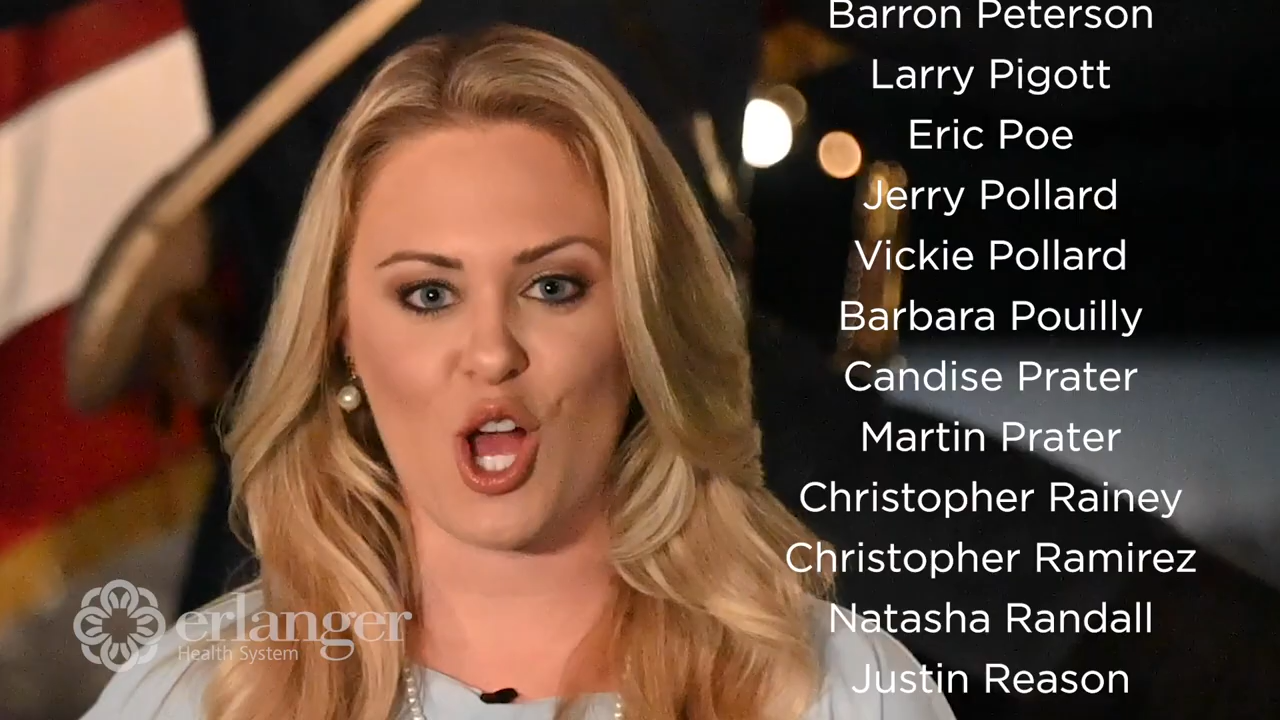 Barron Peterson
Larry Pigott
Eric Poe
Jerry Pollard
Vickie Pollard
Barbara Pouilly
Candise Prater
Martin Prater
Christopher Rainey
Christopher Ramirez
Natasha Randall
Justin Reason
erlanger
Health System